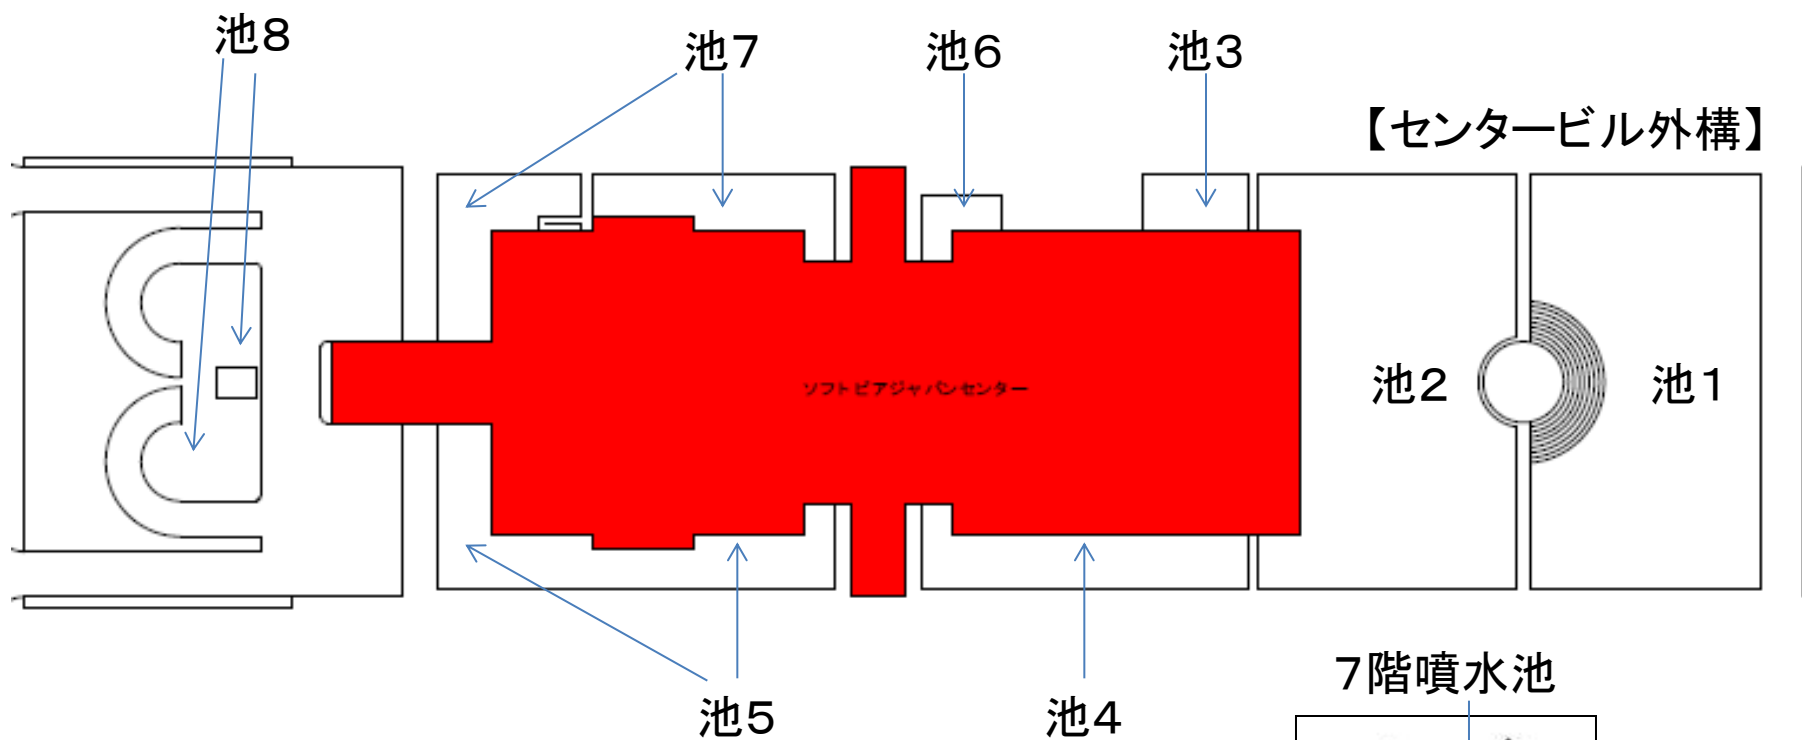 池８
池７
池６
池３
【センタービル外構】
ソフトピアジャパンセンター
池２
池１
７階噴水池
池５
池４